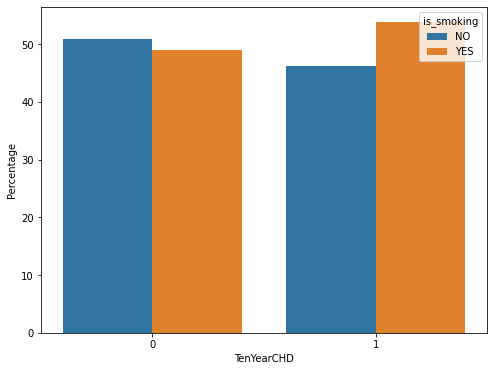 is_smoking
NO
YES
Percentage
50
40
30
20
10
0
0 1
TenYearCHD